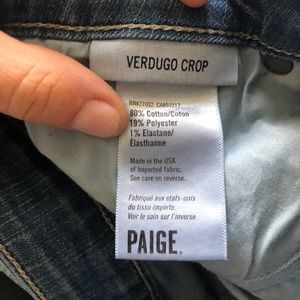 VERDUGO CROP
80% Cotton/Coton
19% Polyester
1% Elastane/
Élasthanne
Made in the USA
of imported fabric.
See care on reverse.
Fabriqué aux états-unis
du tissu importe.
Voir le soin sur l'inverse
PAIGE.